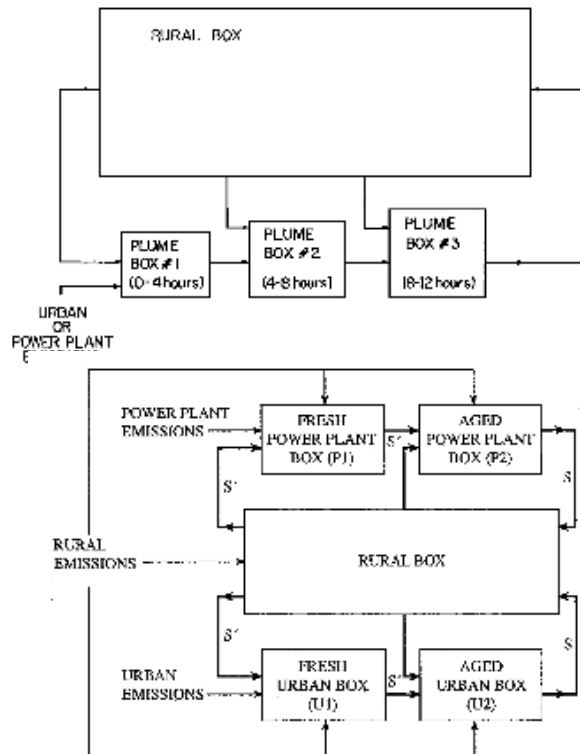 RURAL BOX
PLUME
BOX #1
(0-4 hours)
PLUME
BOX #2
(4-8 hours)
PLUME
BOX #3
(8-12 hours)
URBAN
OR
POWER PLANT
POWER PLANT
EMISSIONS
FRESH
POWER PLANT
BOX (P1)
S'
AGED
POWER PLANT
BOX (P2)
S'
S
RURAL
EMISSIONS
RURAL BOX
S'
S
URBAN
EMISSIONS
FRESH
URBAN BOX
(U1)
S'
AGED
URBAN BOX
(U2)